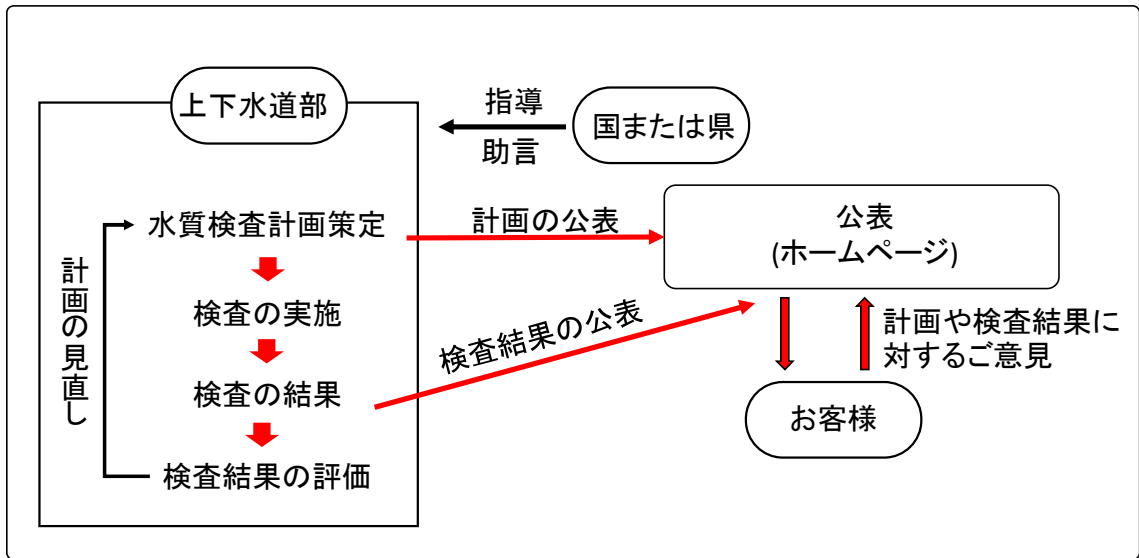 上下水道部
指導
助言
国または県
水質検査計画策定
計画の公表
公表
(ホームページ)
計画の見直し
検査の実施
検査の結果
検査結果の公表
検査結果の評価
計画や検査結果に
対するご意見
お客様